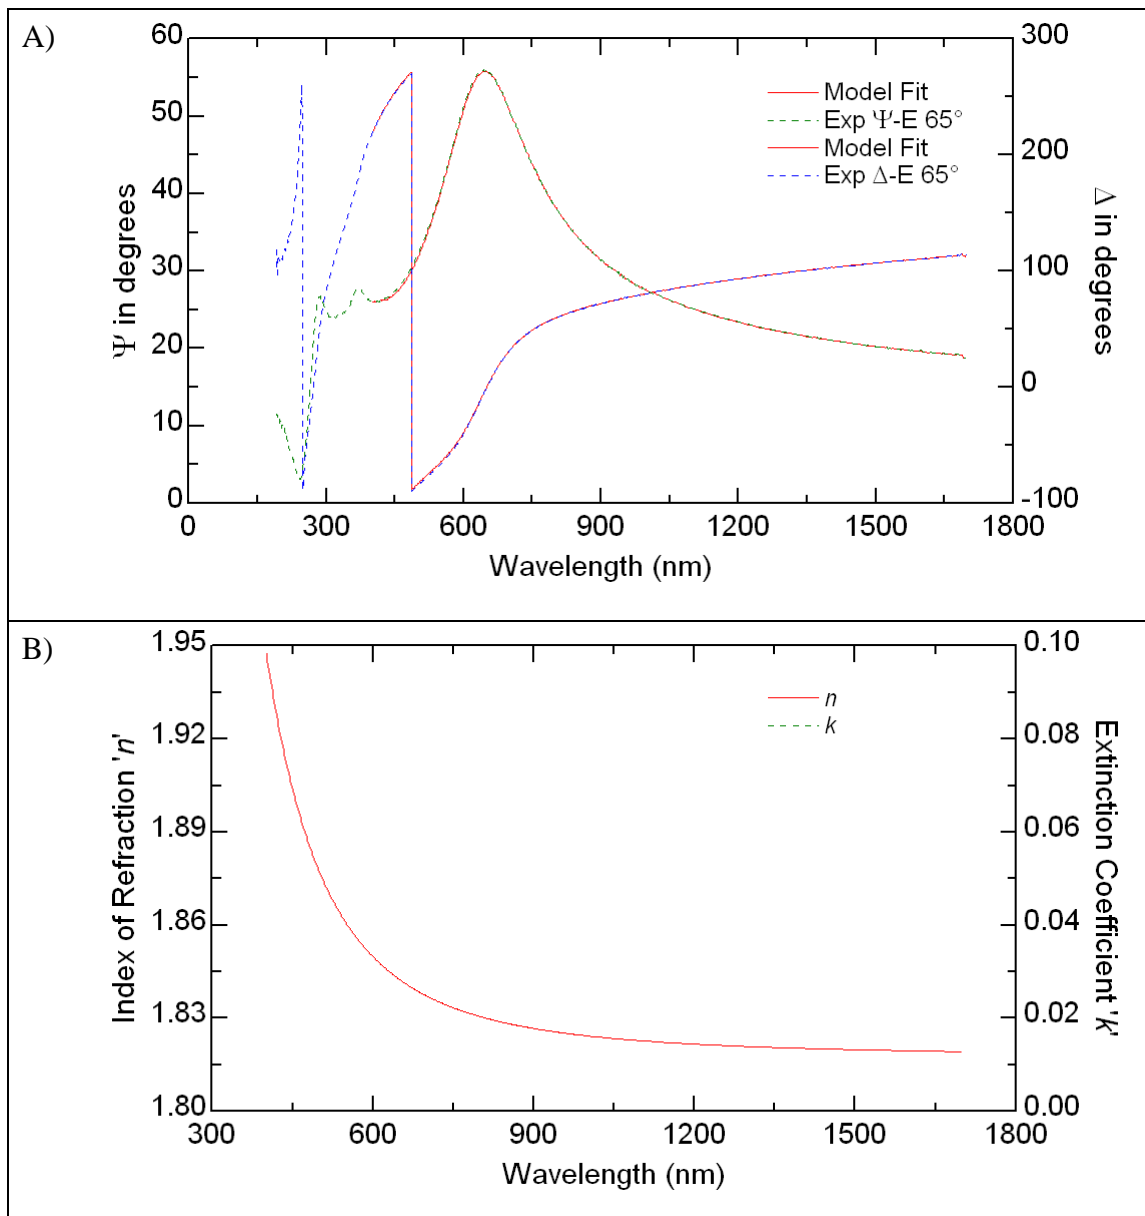 A)
60
50
40
30
20
10
0
Ψ in degrees
300
200
100
0
-100
Δ in degrees
Model Fit
Exp Ψ-E 65°
Model Fit
Exp Δ-E 65°
0 300 600 900 1200 1500 1800
Wavelength (nm)
B)
1.95
1.92
1.89
1.86
1.83
1.80
Index of Refraction 'n'
0.10
0.08
0.06
0.04
0.02
0.00
Extinction Coefficient 'k'
n
k
300 600 900 1200 1500 1800
Wavelength (nm)